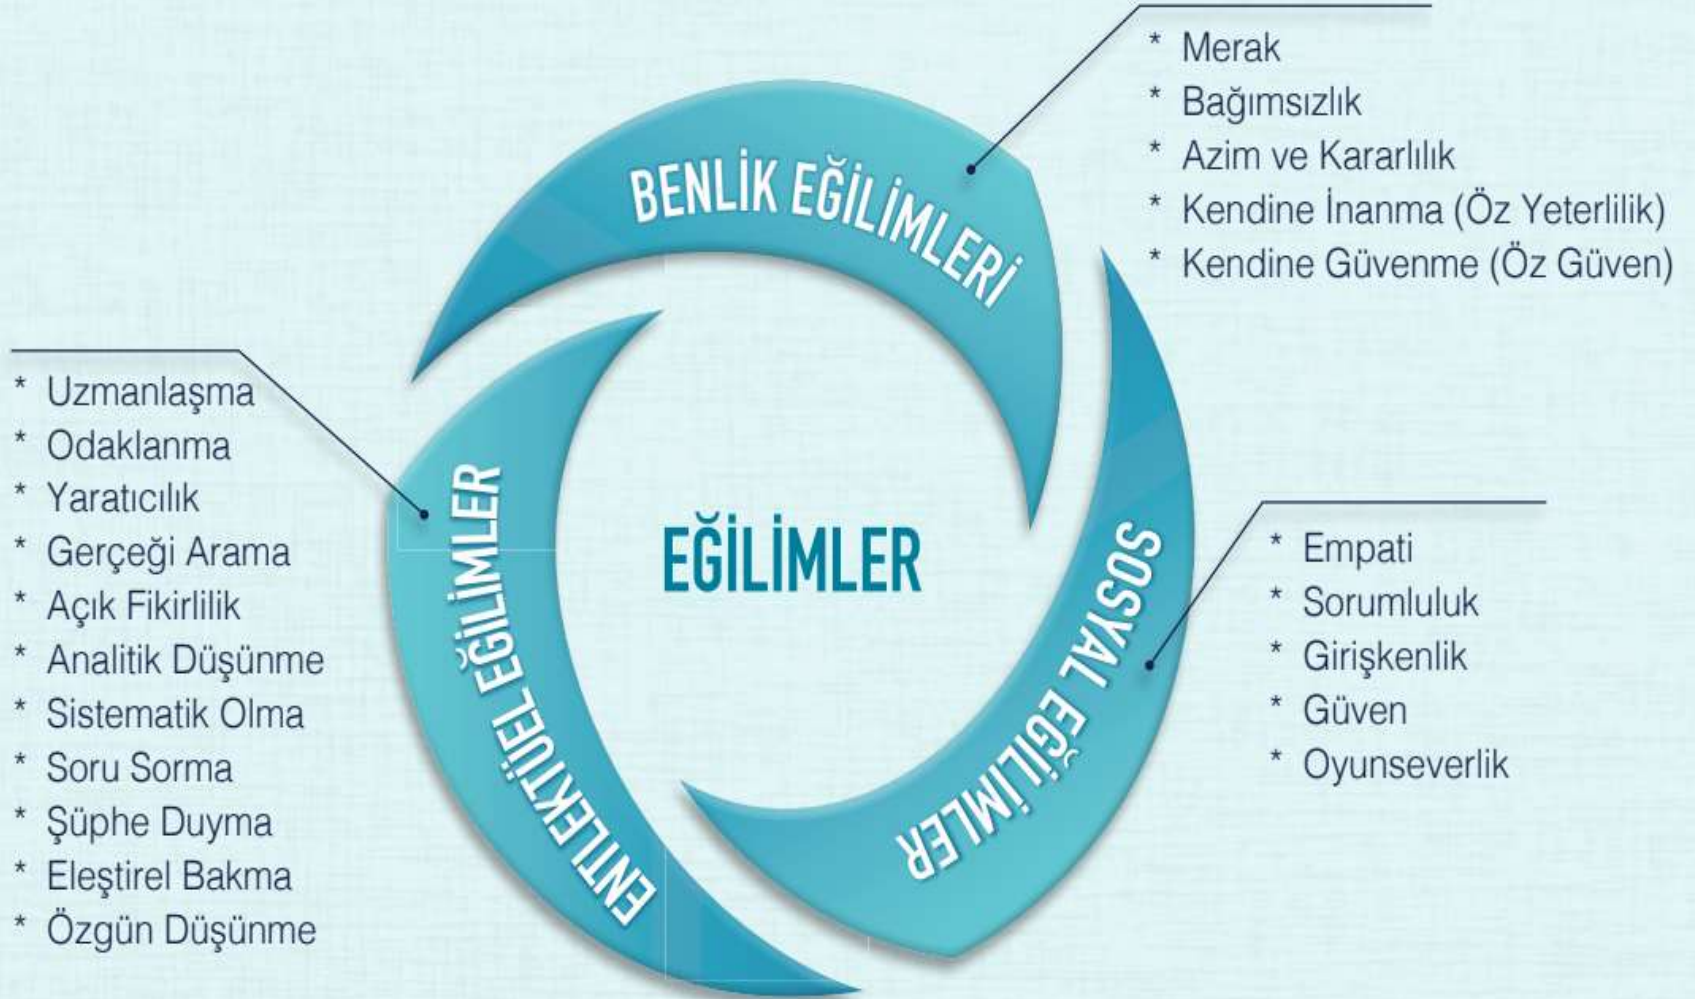 BENLİK EĞİLİMLERİ
* Merak
* Bağımsızlık
* Azim ve Kararlılık
* Kendine İnanma (Öz Yeterlilik)
* Kendine Güvenme (Öz Güven)
ENTLEKTÜEL EĞİLİMLER
* Uzmanlaşma
* Odaklanma
* Yaratıcılık
* Gerçeği Arama
* Açık Fikirlilik
* Analitik Düşünme
* Sistematik Olma
* Soru Sorma
* Şüphe Duyma
* Eleştirel Bakma
* Özgün Düşünme
EĞİLİMLER
SOSYAL EĞİLİMLER
* Empati
* Sorumluluk
* Girişkenlik
* Güven
* Oyunseverlik